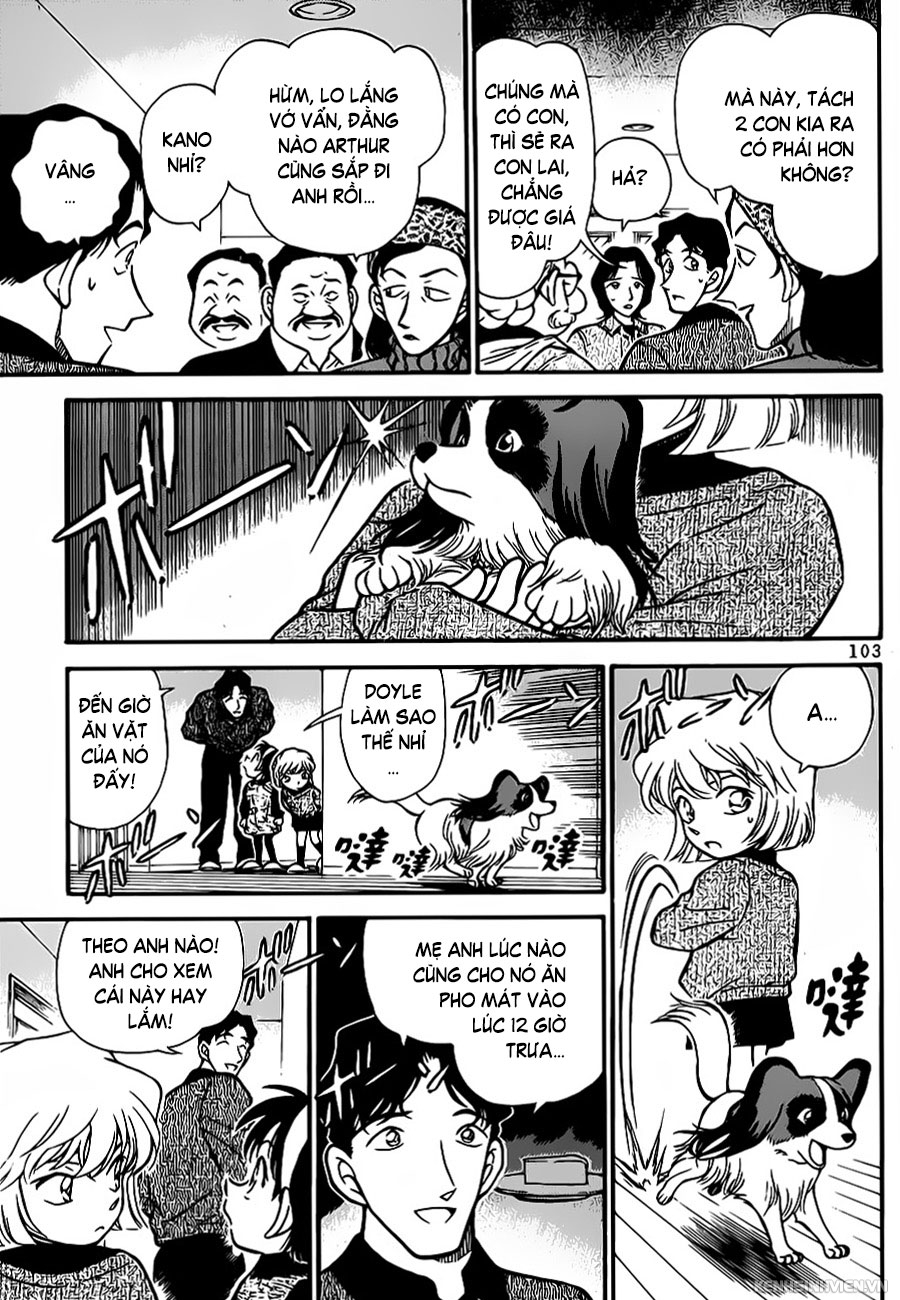 MÀ NÀY, TÁCH
2 CON KIA RA
CÓ PHẢI HƠN
KHÔNG?
HẢ?
CHÚNG MÀ
CÓ CON,
THÌ SẼ RA
CON LAI,
CHẲNG
ĐƯỢC GIÁ
ĐÂU!
HỪM, LO LẮNG
VỚ VẨN, ĐẰNG
NÀO ARTHUR
CŨNG SẮP ĐI
ANH RỒI...
KANO
NHỈ?
VÂNG
...
103
A...
DOYLE
LÀM SAO
THẾ NHỈ
...
ĐẾN GIỜ
ĂN VẶT
CỦA NÓ
ĐẤY!
MẸ ANH LÚC NÀO
CŨNG CHO NÓ ĂN
PHO MÁT VÀO
LÚC 12 GIỜ
TRƯA...
THEO ANH NÀO!
ANH CHO XEM
CÁI NÀY HAY
LẮM!
KENHSINHVIEN.VN